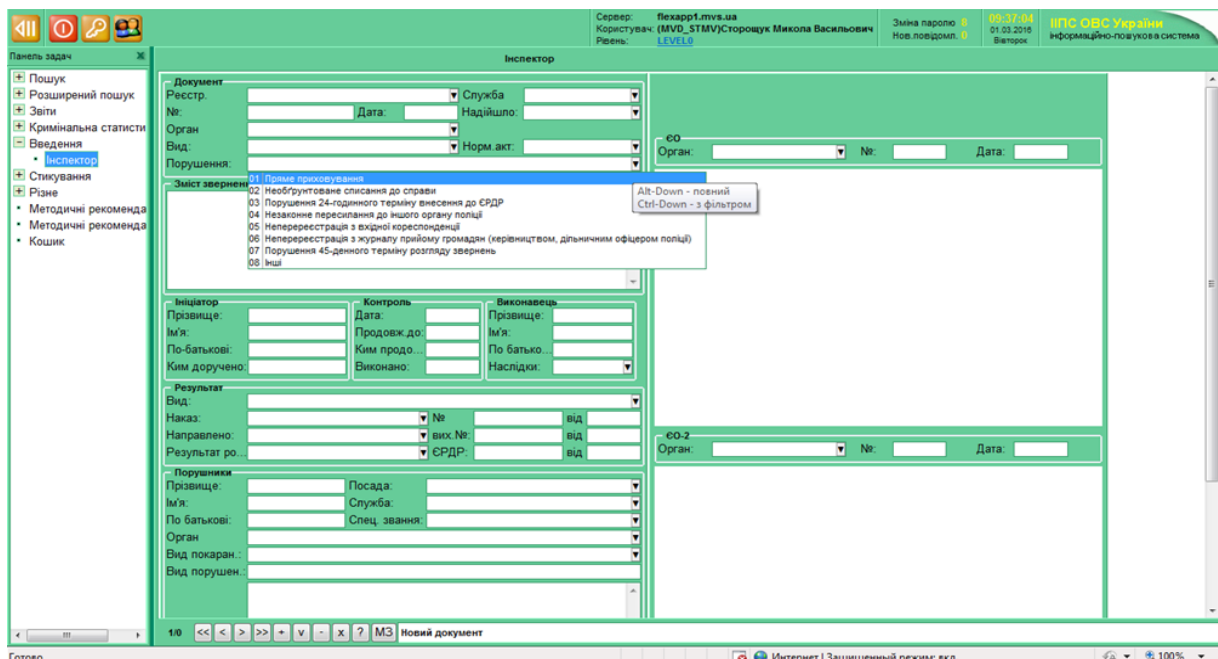 Сервер: flexapp1.mvs.ua
Користувач: (MVD_STMV)Сторощук Микола Васильович
Рівень: LEVEL0
Зміна паролю 8
Нов.повідомл. 0
09:37:04
01.03.2016
Вівторок
ІІПС ОВС України
інформаційно-пошукова система
Панель задач
Інспектор
Пошук
Розширений пошук
Звіти
Кримінальна статисти
Введення
Інспектор
Стикування
Різне
Методичні рекоменда
Методичні рекоменда
Кошик
Документ
Реєстр. Служба
№: Дата: Надійшло:
Орган
Вид: Норм.акт:
Порушення:
01 Пряме приховування
02 Необґрунтоване списання до справи
03 Порушення 24-годинного терміну внесення до ЄРДР
04 Незаконне пересилання до іншого органу поліції
05 Неперереєстрація з вхідної кореспонденції
06 Неперереєстрація з журналу прийому громадян (керівництвом, дільничним офіцером поліції)
07 Порушення 45-денного терміну розгляду звернень
08 Інші
Alt-Down - повний
Ctrl-Down - з фільтром
Зміст звернен
Ініціатор
Прізвище:
Ім'я:
По-батькові:
Ким доручено:
Контроль
Дата:
Продовж.до:
Ким продо...
Виконано:
Виконавець
Прізвище:
Ім'я:
По батько...
Наслідки:
Результат
Вид:
Наказ: № від
Направлено: вих.№: від
Результат ро... ЄРДР: від
Порушники
Прізвище: Посада:
Ім'я: Служба:
По батькові: Спец. звання:
Орган
Вид покаран.:
Вид порушен.:
ЄО
Орган: №: Дата:
ЄО-2
Орган: №: Дата:
1/0 << < > >> + v - x ? МЗ Новий документ
Готово
Интернет | Защищенный режим: вкл.
100%